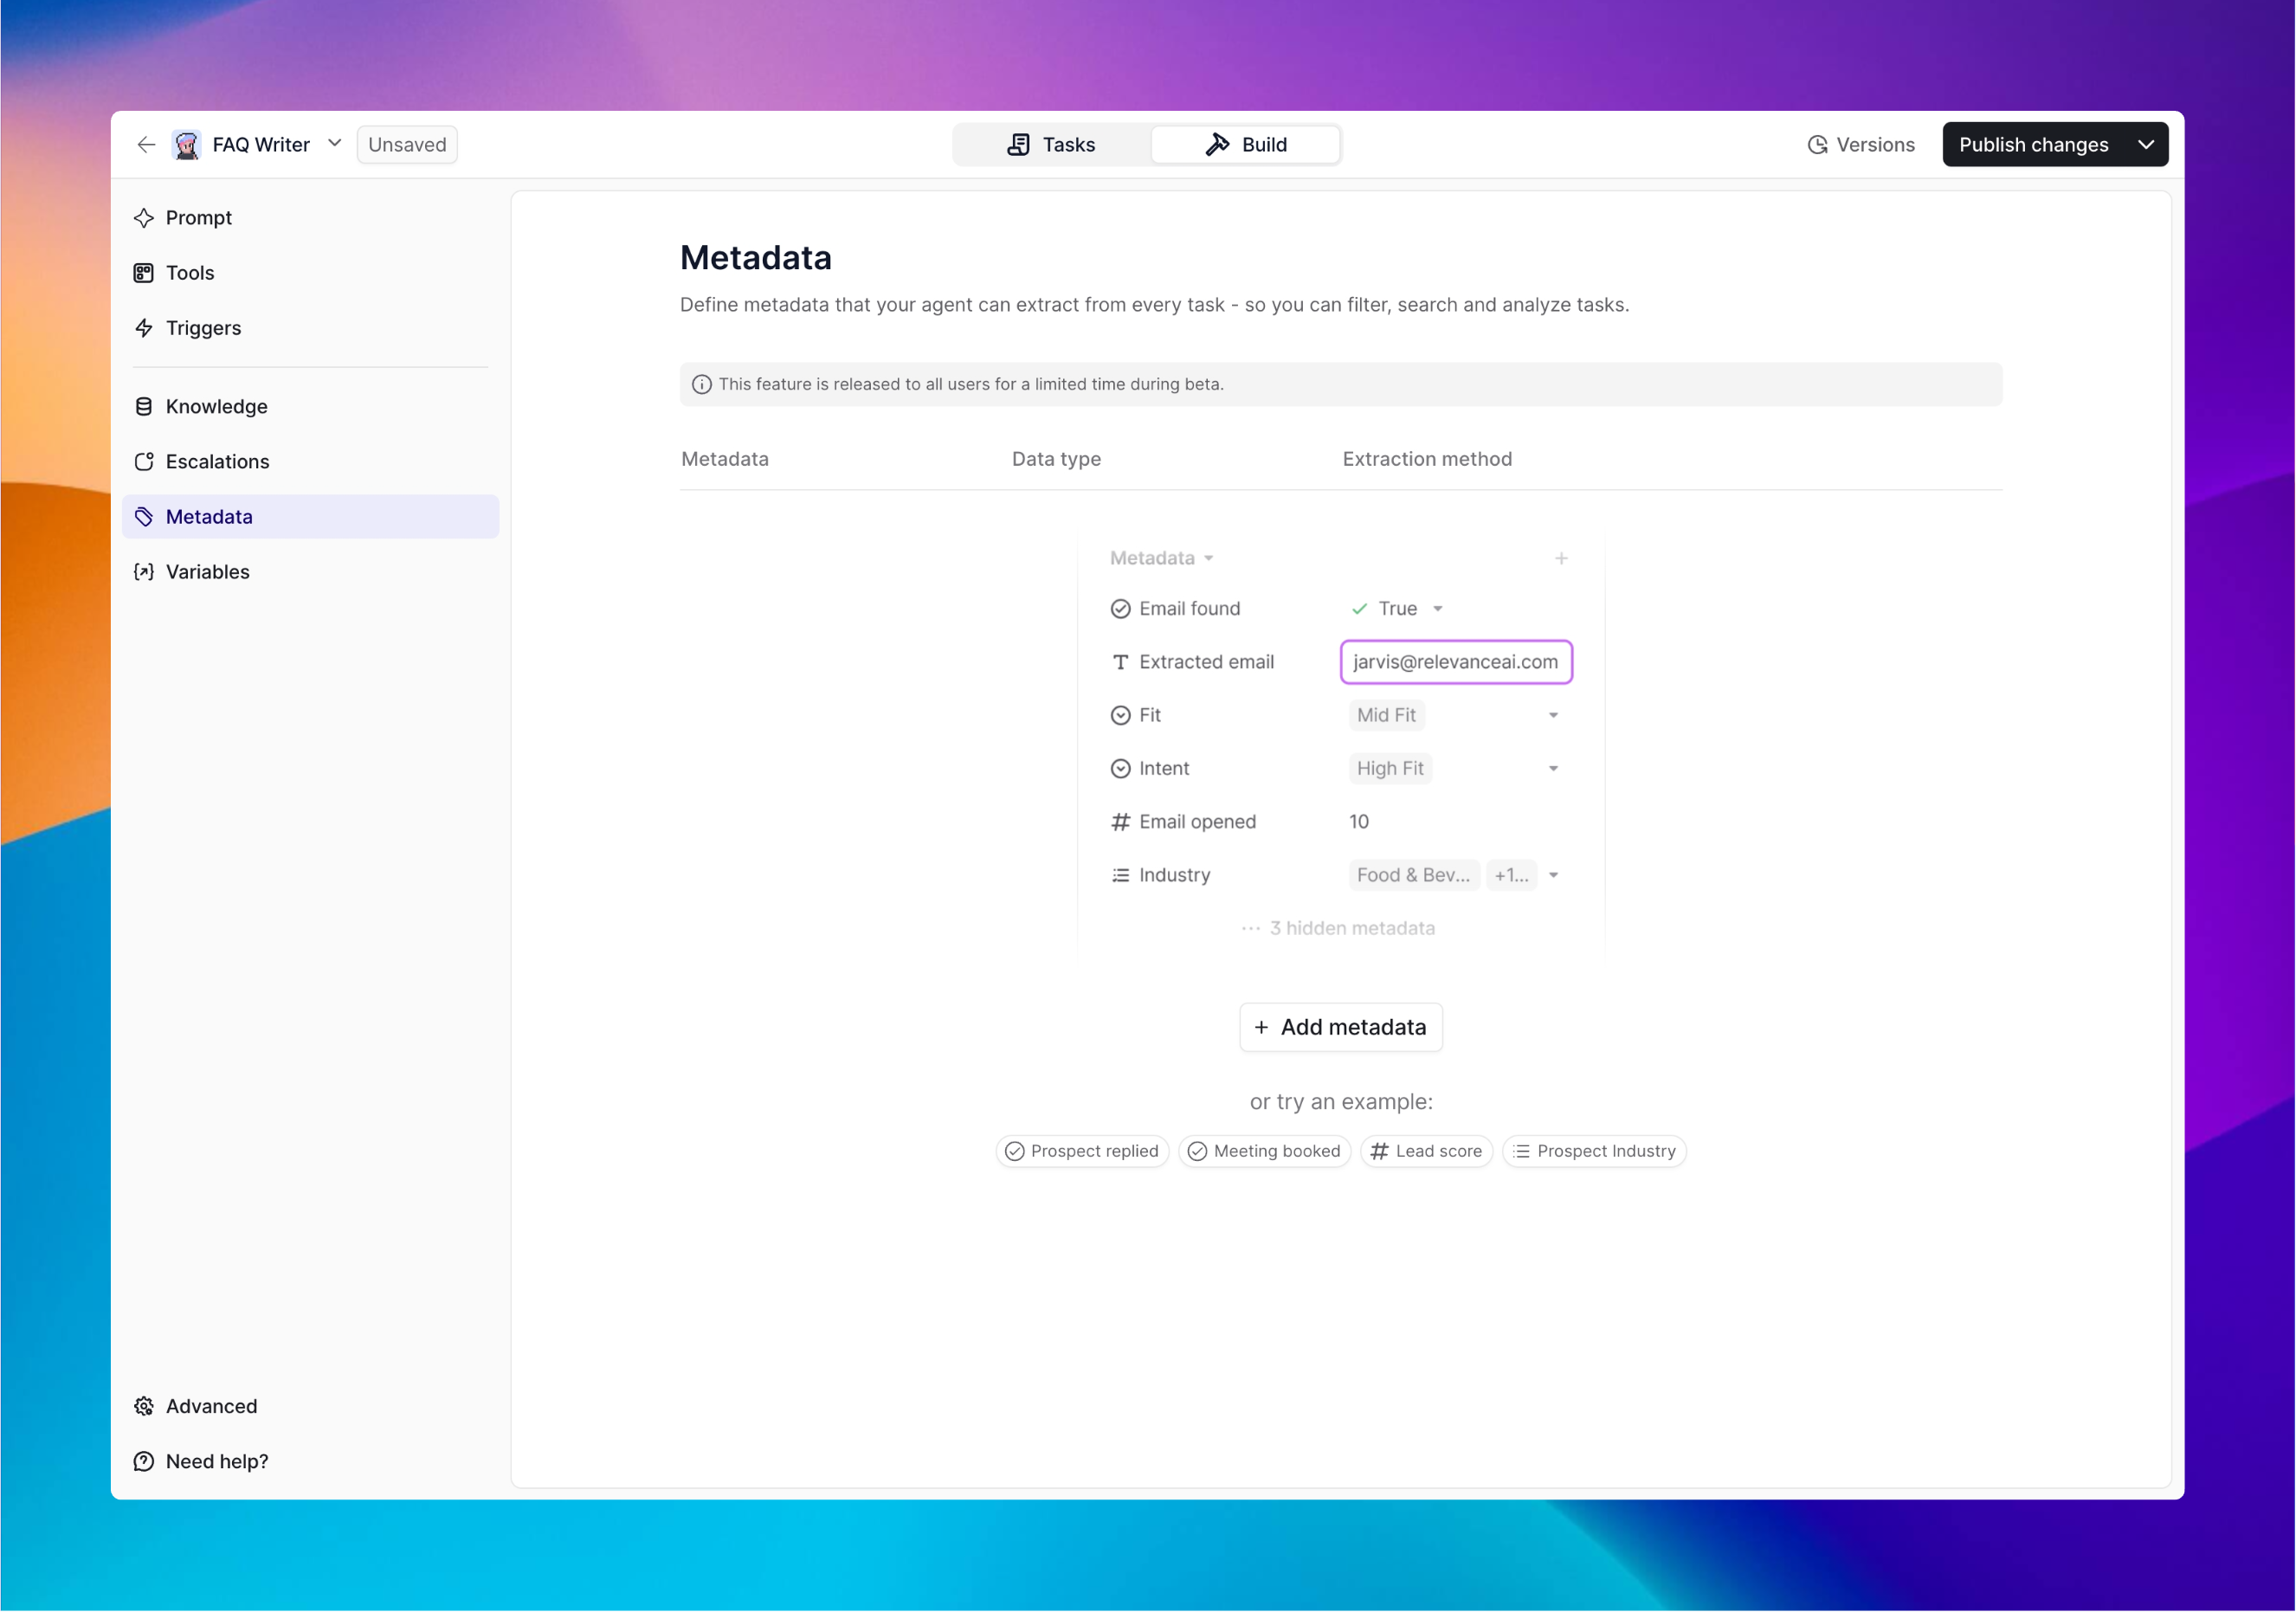 FAQ Writer
Unsaved
Tasks
Build
Versions
Publish changes
Prompt
Tools
Triggers
Knowledge
Escalations
Metadata
Variables
Advanced
Need help?
Metadata
Define metadata that your agent can extract from every task - so you can filter, search and analyze tasks.
This feature is released to all users for a limited time during beta.
Metadata Data type Extraction method
Metadata
Email found True
Extracted email jarvis@relevanceai.com
Fit Mid Fit
Intent High Fit
Email opened 10
Industry Food & Bev... +1...
··· 3 hidden metadata
+ Add metadata
or try an example:
Prospect replied Meeting booked # Lead score Prospect Industry